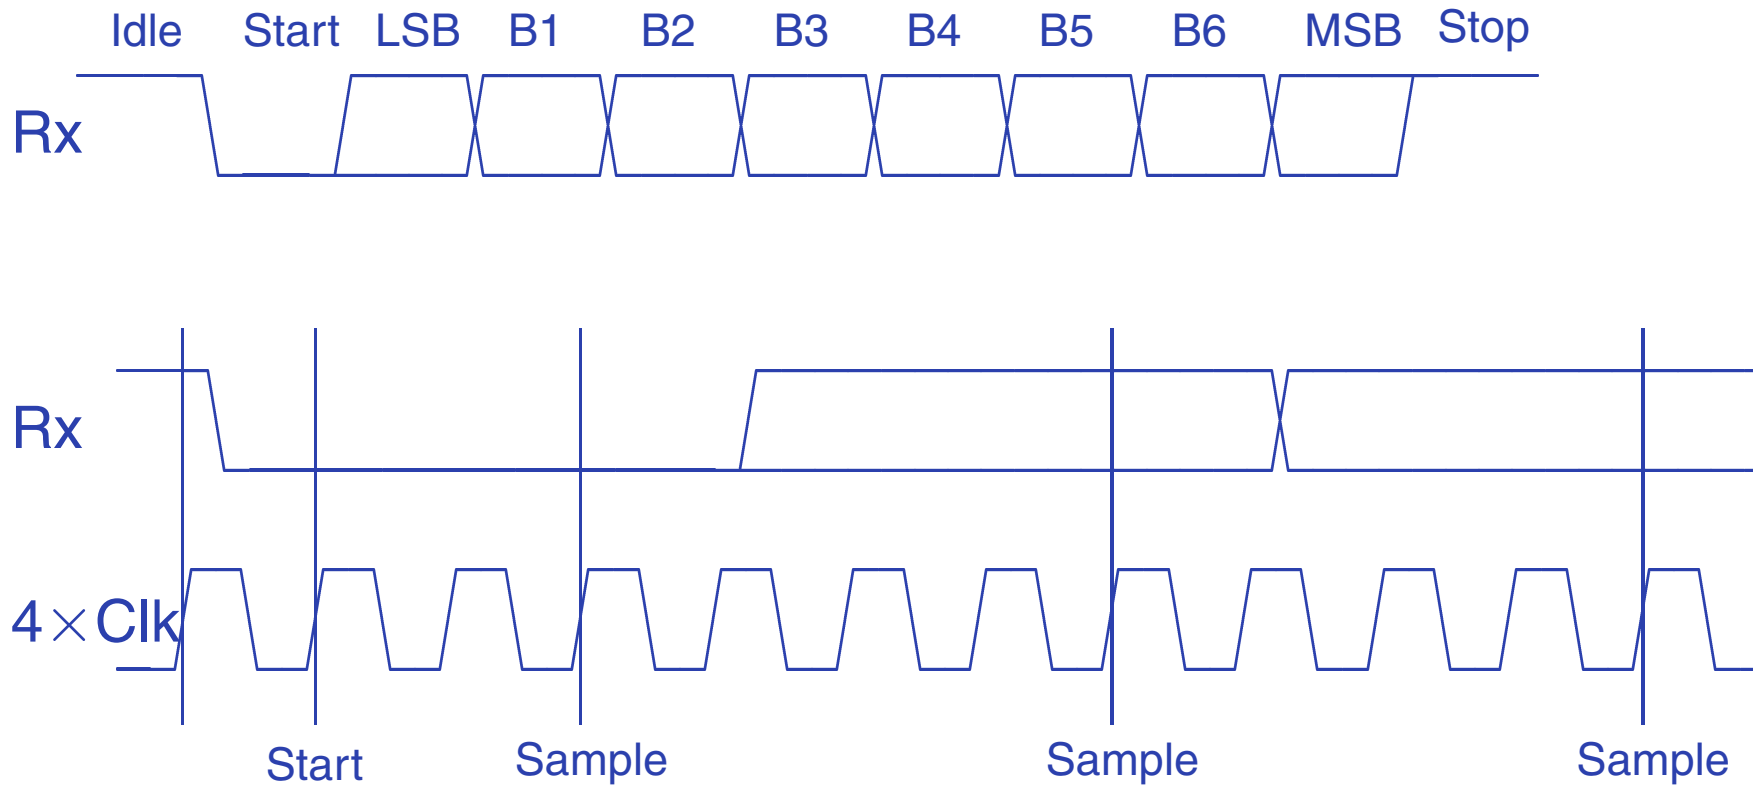 Idle Start LSB B1 B2 B3 B4 B5 B6 MSB Stop
Rx
Rx
4×Clk
Start Sample Sample Sample